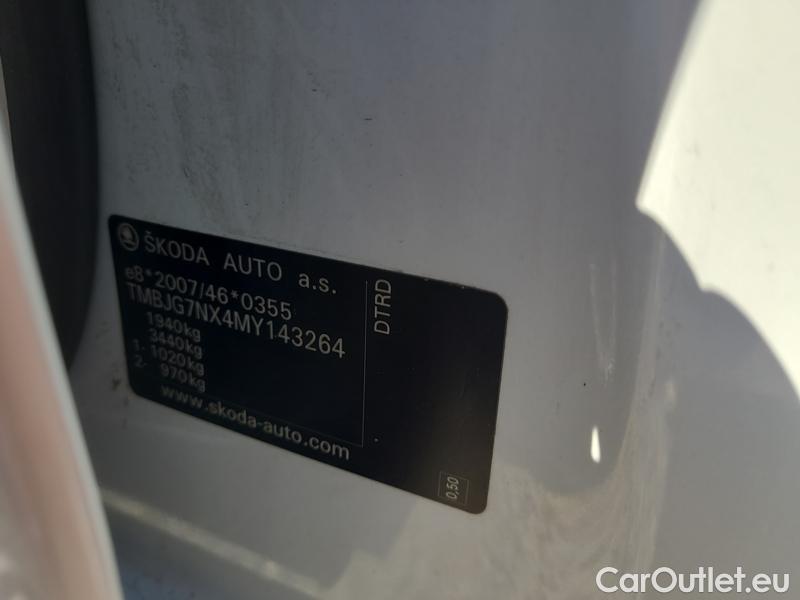 ŠKODA AUTO a.s.
e8*2007/46*0355
TMBJG7NX4MY143264
1940kg
3440kg
1- 1020kg
2- 970kg
www.skoda-auto.com
DTRD
0,50
CarOutlet.eu